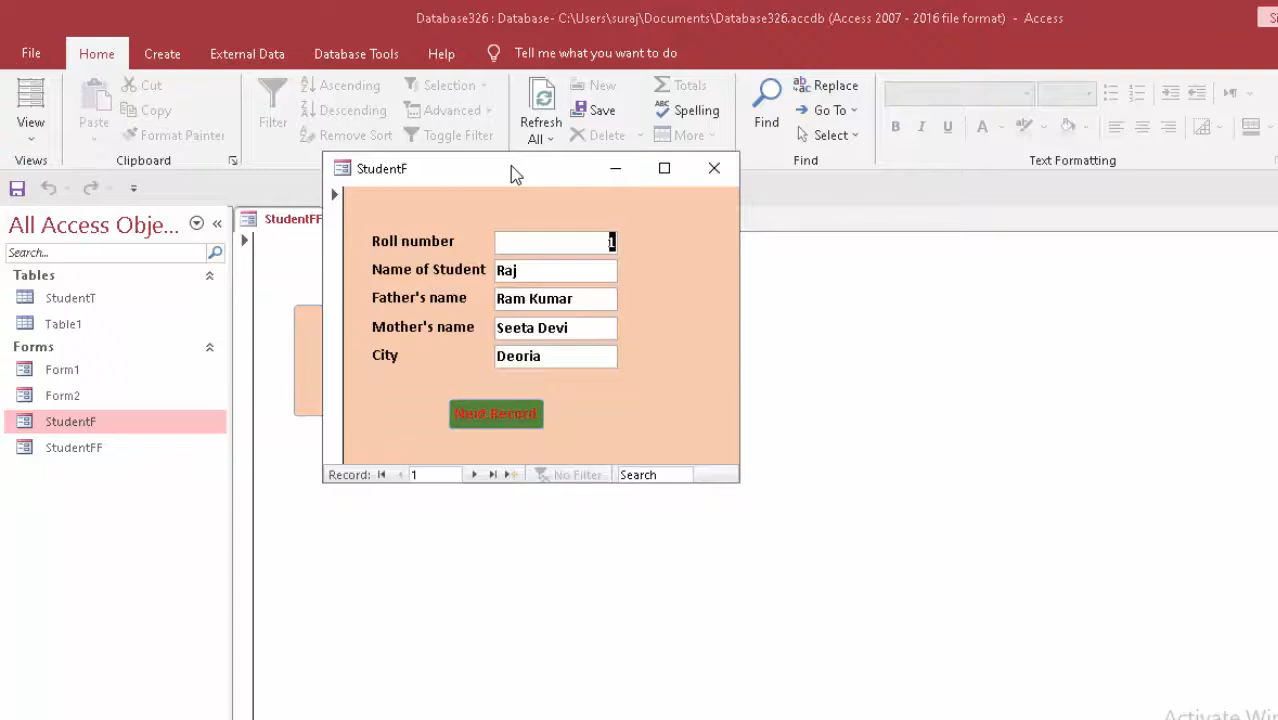 Database326 : Database- C:\Users\suraj\Documents\Database326.accdb (Access 2007 - 2016 file format) - Access
File Home Create External Data Database Tools Help Tell me what you want to do
View
Views
Paste
Cut
Copy
Format Painter
Clipboard
Filter
Ascending
Descending
Remove Sort
Selection
Advanced
Toggle Filter
Refresh
All
New
Save
Delete
Totals
Spelling
More
Find
Replace
Go To
Select
Find
B I U A
Text Formatting
All Access Obje...
Search...
Tables
StudentT
Table1
Forms
Form1
Form2
StudentF
StudentFF
StudentFF
StudentF
Roll number 1
Name of Student Raj
Father's name Ram Kumar
Mother's name Seeta Devi
City Deoria
Next Record
Record: 1 No Filter Search
Activate Win